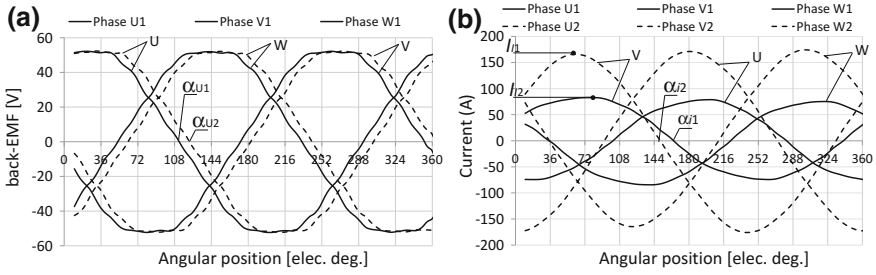 (a)
Phase U1 Phase V1 Phase W1
60
40
20
0
-20
-40
-60
back-EMF [V]
U
W
V
αU1
αU2
0 36 72 108 144 180 216 252 288 324 360
Angular position [elec. deg.]
(b)
Phase U1 Phase V1 Phase W1
Phase U2 Phase V2 Phase W2
200
150
100
50
0
-50
-100
-150
-200
Current (A)
Il1
Il2
V
U
W
αi2
αi1
0 36 72 108 144 180 216 252 288 324 360
Angular position [elec. deg.]